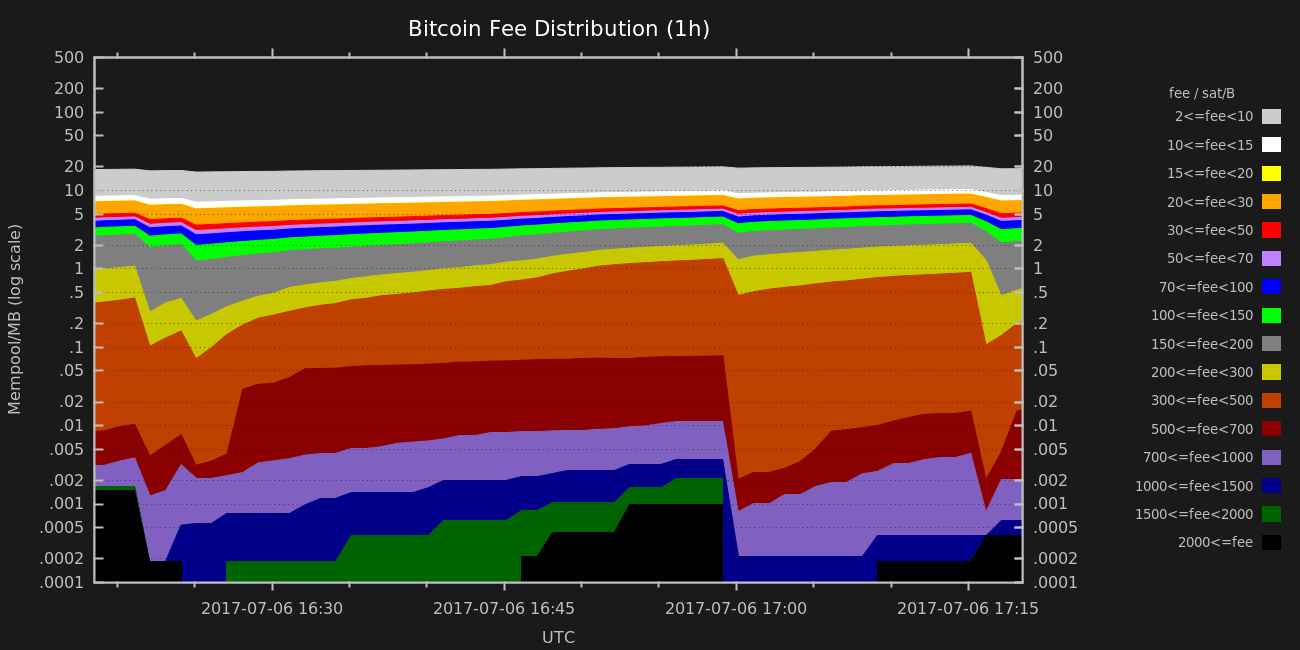 Bitcoin Fee Distribution (1h)
Mempool/MB (log scale)
500
200
100
50
20
10
5
2
1
.5
.2
.1
.05
.02
.01
.005
.002
.001
.0005
.0002
.0001
500
200
100
50
20
10
5
2
1
.5
.2
.1
.05
.02
.01
.005
.002
.001
.0005
.0002
.0001
2017-07-06 16:30
2017-07-06 16:45
2017-07-06 17:00
2017-07-06 17:15
UTC
fee / sat/B
2<=fee<10
10<=fee<15
15<=fee<20
20<=fee<30
30<=fee<50
50<=fee<70
70<=fee<100
100<=fee<150
150<=fee<200
200<=fee<300
300<=fee<500
500<=fee<700
700<=fee<1000
1000<=fee<1500
1500<=fee<2000
2000<=fee